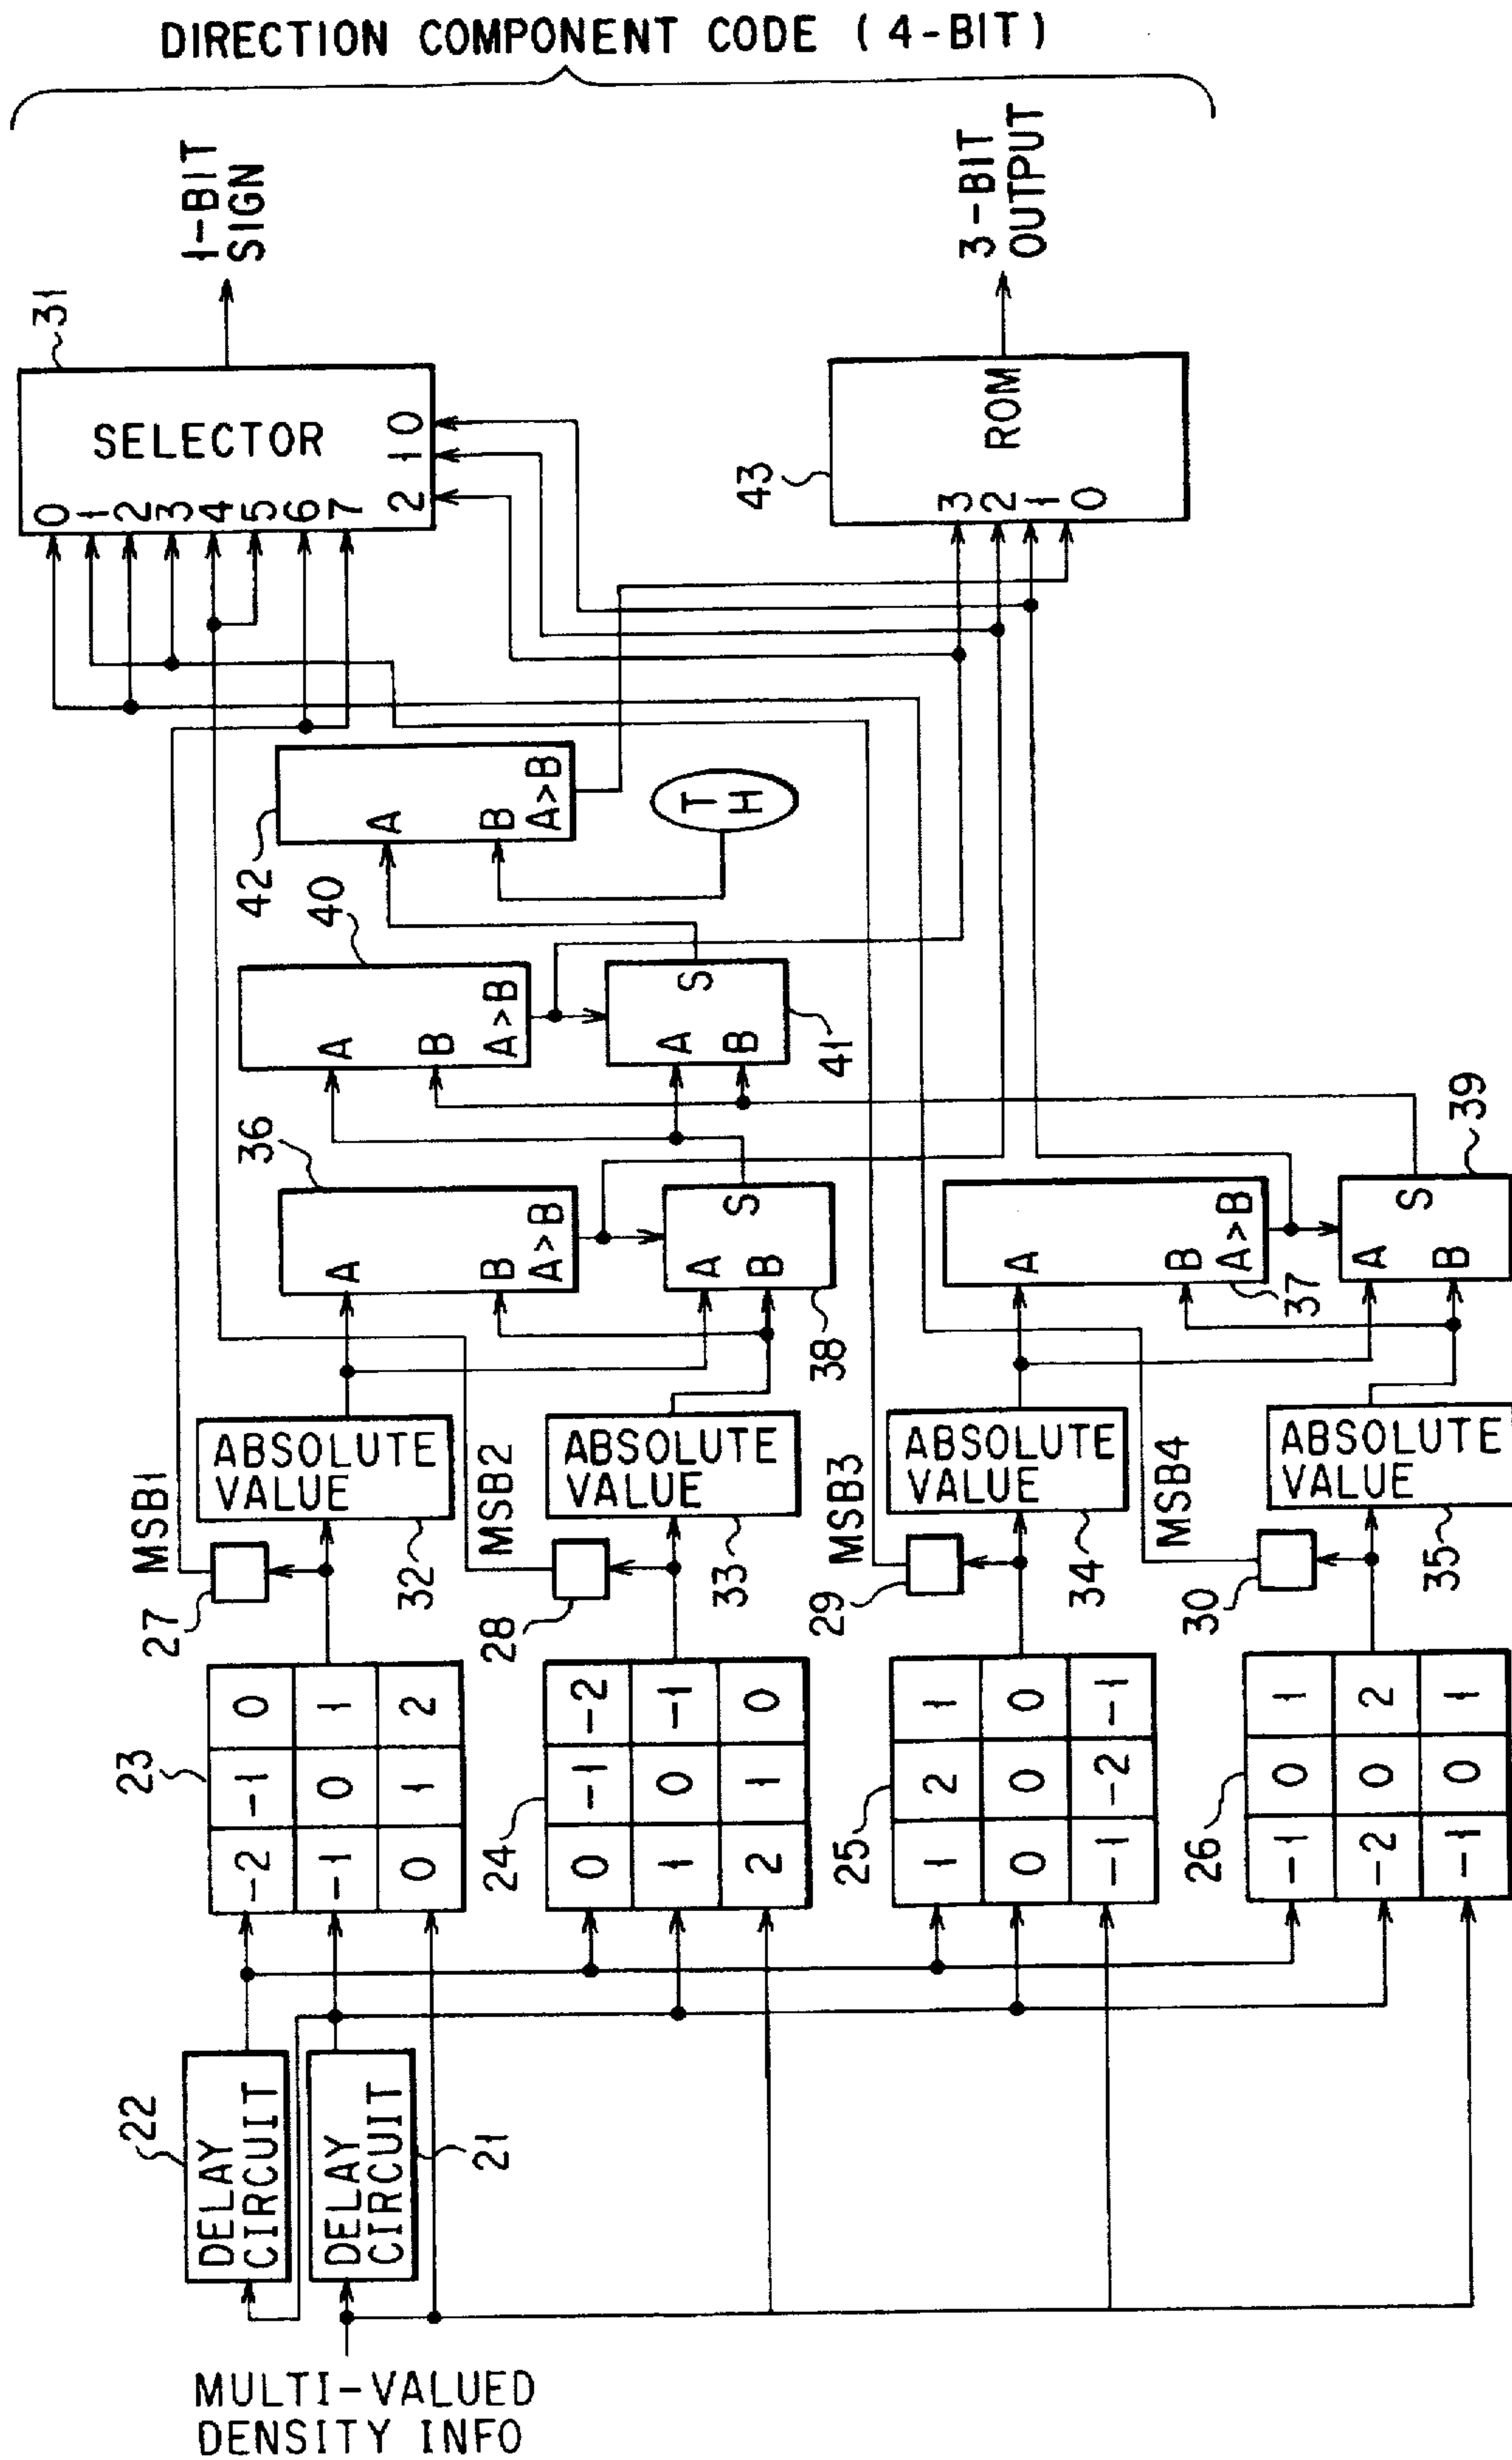 DIRECTION COMPONENT CODE (4-BIT)
1-BIT
SIGN
3-BIT
OUTPUT
31
SELECTOR
0 1 2 3 4 5 6 7
2 1 0
43
ROM
3 2 1 0
42
A
B
A>B
T
H
40
A
B
A>B
41
A
B
S
36
A
B
A>B
38
A
B
S
37
A
B
A>B
39
A
B
S
MSB1
ABSOLUTE
VALUE
27
32
MSB2
ABSOLUTE
VALUE
28
33
MSB3
ABSOLUTE
VALUE
29
34
MSB4
ABSOLUTE
VALUE
30
35
23
-2 -1 0
-1 0 1
0 1 2
24
0 -1 -2
1 0 -1
2 1 0
25
1 2 1
0 0 0
-1 -2 -1
26
-1 0 1
-2 0 2
-1 0 1
22
DELAY
CIRCUIT
21
DELAY
CIRCUIT
MULTI-VALUED
DENSITY INFO